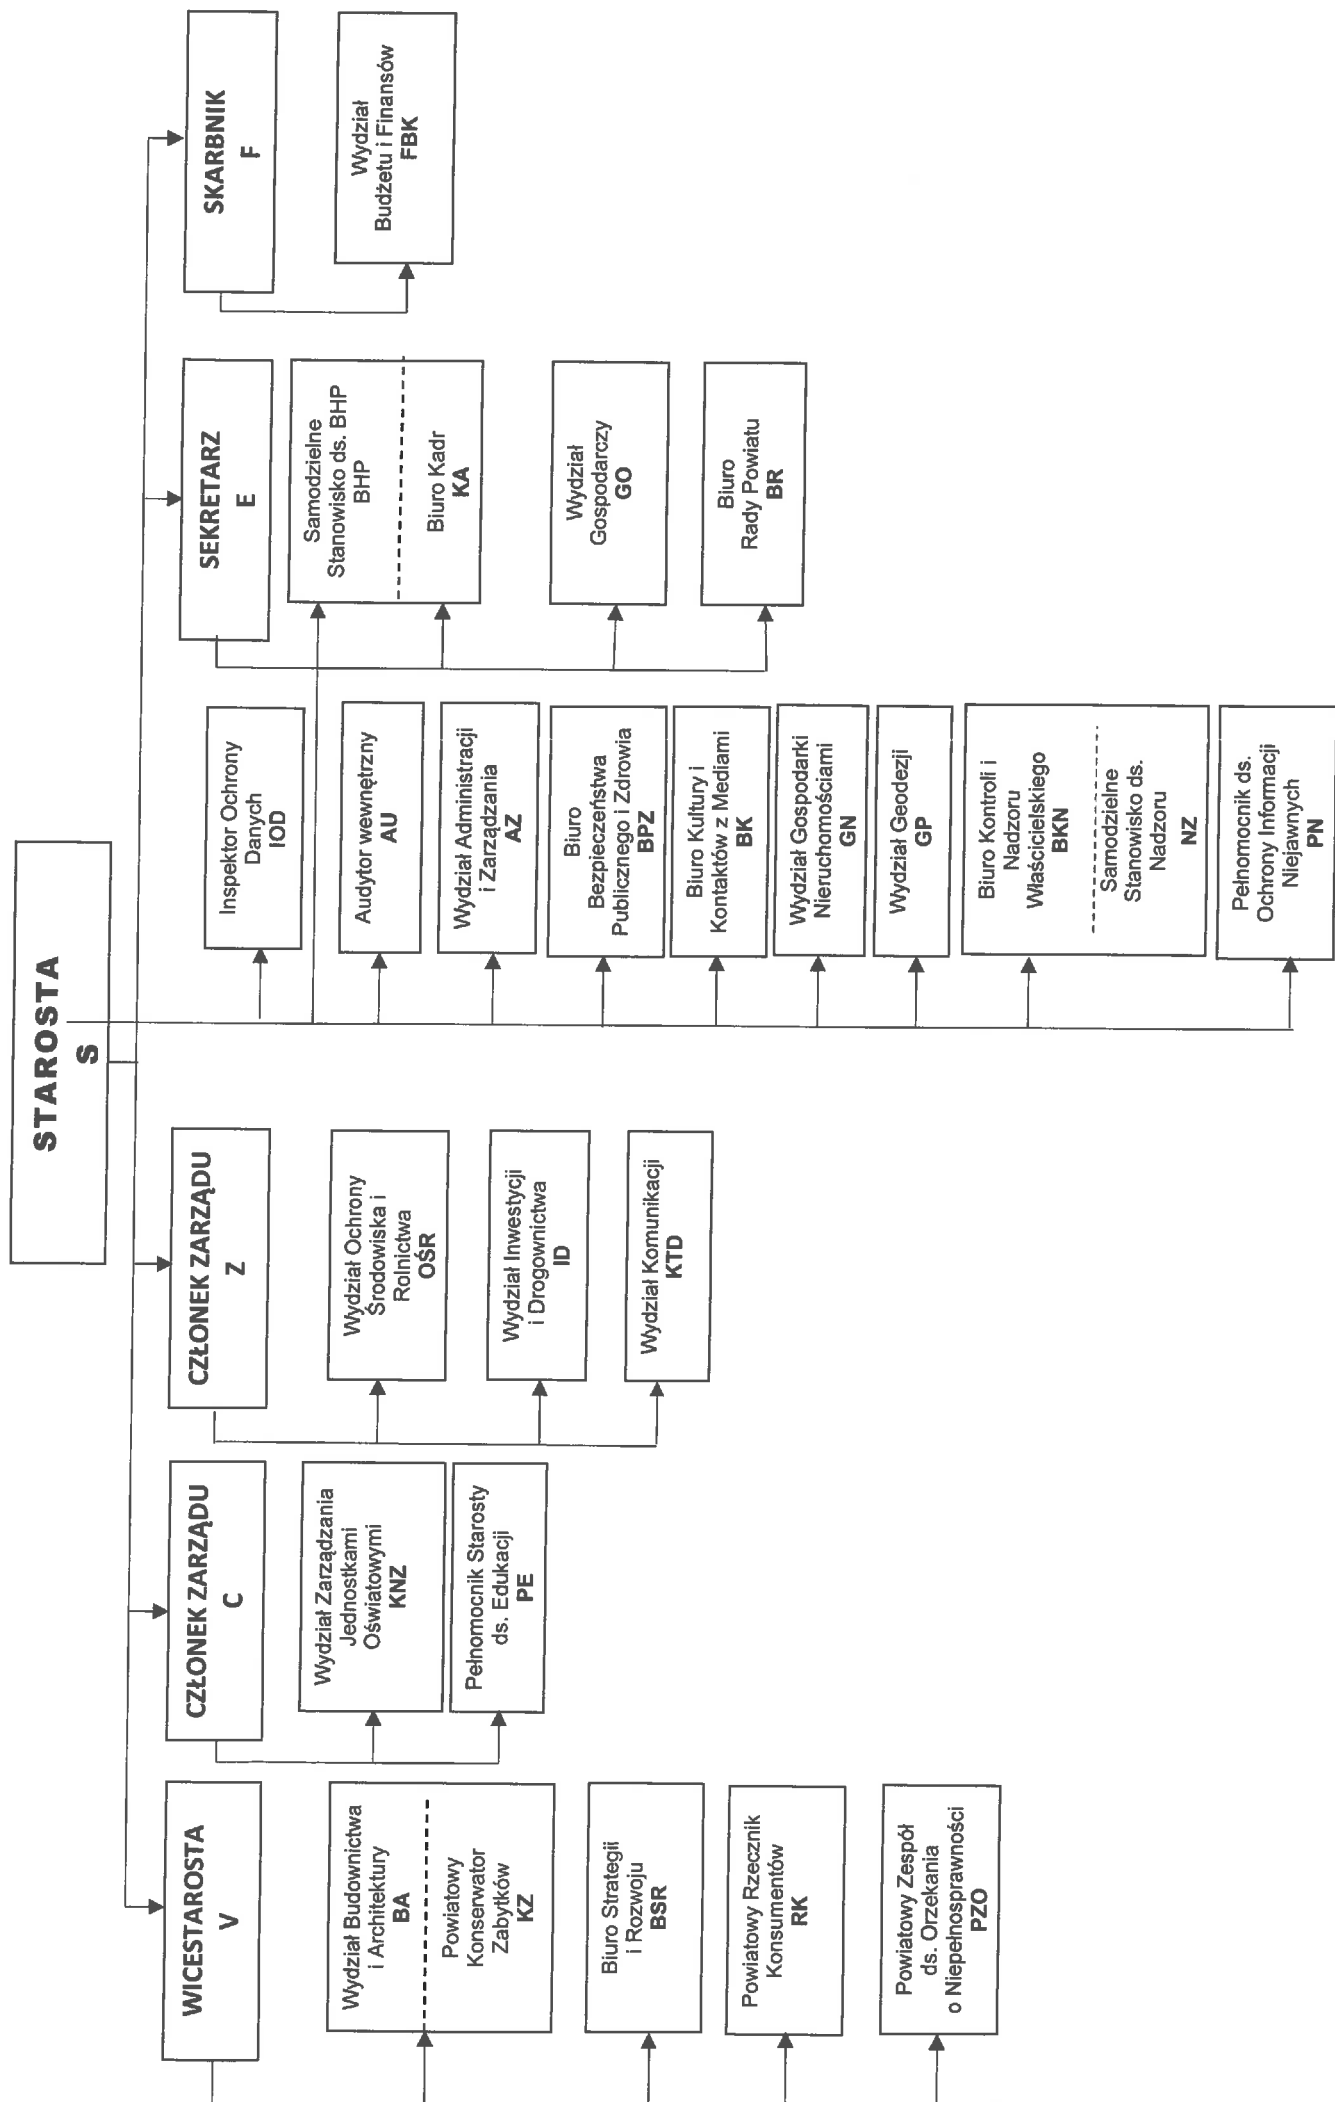 STAROSTA
S
WICESTAROSTA
V
CZŁONEK ZARZĄDU
C
CZŁONEK ZARZĄDU
Z
SEKRETARZ
E
SKARBNIK
F
Wydział Budownictwa
i Architektury
BA
Powiatowy
Konserwator
Zabytków
KZ
Biuro Strategii
i Rozwoju
BSR
Powiatowy Rzecznik
Konsumentów
RK
Powiatowy Zespół
ds. Orzekania
o Niepełnosprawności
PZO
Wydział Zarządzania
Jednostkami
Oświatowymi
KNZ
Pełnomocnik Starosty
ds. Edukacji
PE
Wydział Ochrony
Środowiska i
Rolnictwa
OŚR
Wydział Inwestycji
i Drogownictwa
ID
Wydział Komunikacji
KTD
Inspektor Ochrony
Danych
IOD
Audytor wewnętrzny
AU
Wydział Administracji
i Zarządzania
AZ
Biuro
Bezpieczeństwa
Publicznego i Zdrowia
BPZ
Biuro Kultury i
Kontaktów z Mediami
BK
Wydział Gospodarki
Nieruchomościami
GN
Wydział Geodezji
GP
Biuro Kontroli i
Nadzoru
Właścicielskiego
BKN
Samodzielne
Stanowisko ds.
Nadzoru
NZ
Pełnomocnik ds.
Ochrony Informacji
Niejawnych
PN
Samodzielne
Stanowisko ds. BHP
BHP
Biuro Kadr
KA
Wydział
Gospodarczy
GO
Biuro
Rady Powiatu
BR
Wydział
Budżetu i Finansów
FBK